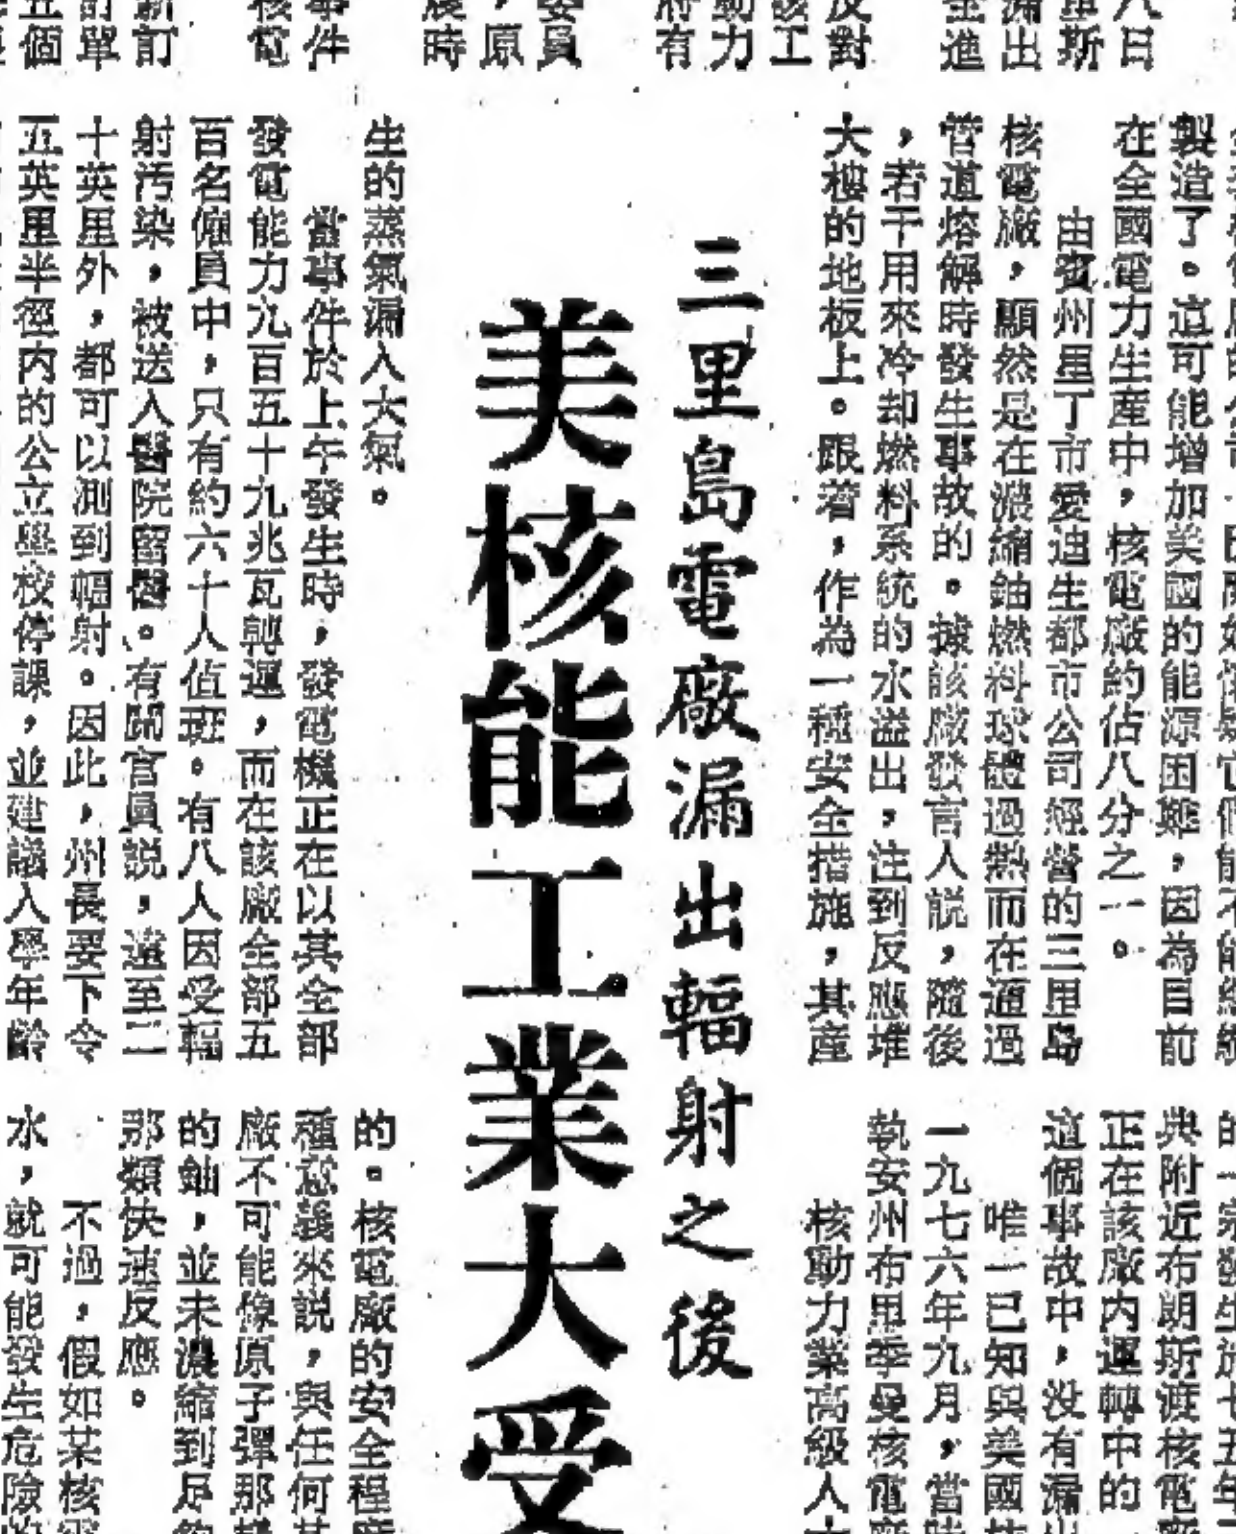 八日
反對
委員
事件
新訂
製造了。這可能增加美國的能源困難，因為目前
在全國電力生產中，核電廠約佔八分之一。
由賓州星丁市愛迪生都市公司經營的三里島
核電廠，顯然是在濃縮鈾燃料球體過熱而在通過
管道熔解時發生事故的。據該廠發言人說，隨後
，若干用來冷却燃料系統的水溢出，注到反應堆
大樓的地板上。跟着，作為一種安全措施，其產
三里島電廠漏出輻射之後
美核能工業大受
生的蒸氣漏入大氣。
當事件於上午發生時，發電機正在以其全部
發電能力九百五十九兆瓦轉運，而在該廠全部五
百名僱員中，只有約六十人值班。有八人因受輻
射汚染，被送入醫院留醫。有關官員說，遠至二
十英里外，都可以測到輻射。因此，州長要下令
五英里半徑内的公立學校停課，並建議入學年齡
典附近布朗斯渡核電
正在該廠内運轉中的
這個事故中，没有漏
唯一已知與美國
一九七六年九月，當
執安州布里季曼核電
核動力業高級人
的。核電廠的安全程
種意義來說，與任何
廠不可能像原子彈那
的鈾，並未濃縮到足
那類快速反應。
不過，假如某核
水，就可能發生危險